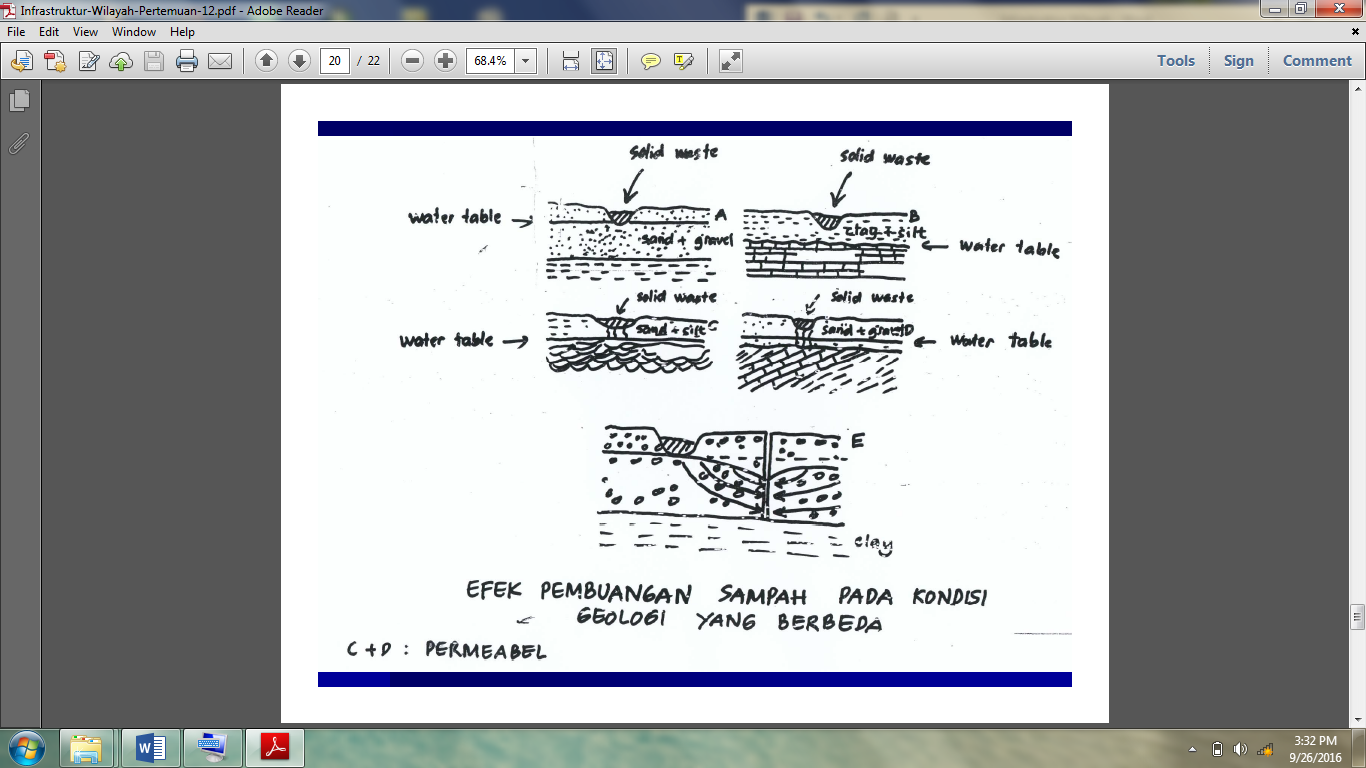 Infrastruktur-Wilayah-Pertemuan-12.pdf - Adobe Reader
File Edit View Window Help
20 / 22 68.4% Tools Sign Comment
solid waste
solid waste
water table
A
sand + gravel
B
clay + silt
water table
solid waste
solid waste
water table
sand + silt C
sand + gravel D
water table
E
clay
EFEK PEMBUANGAN SAMPAH PADA KONDISI
GEOLOGI YANG BERBEDA
C + D : PERMEABEL
3:32 PM
9/26/2016